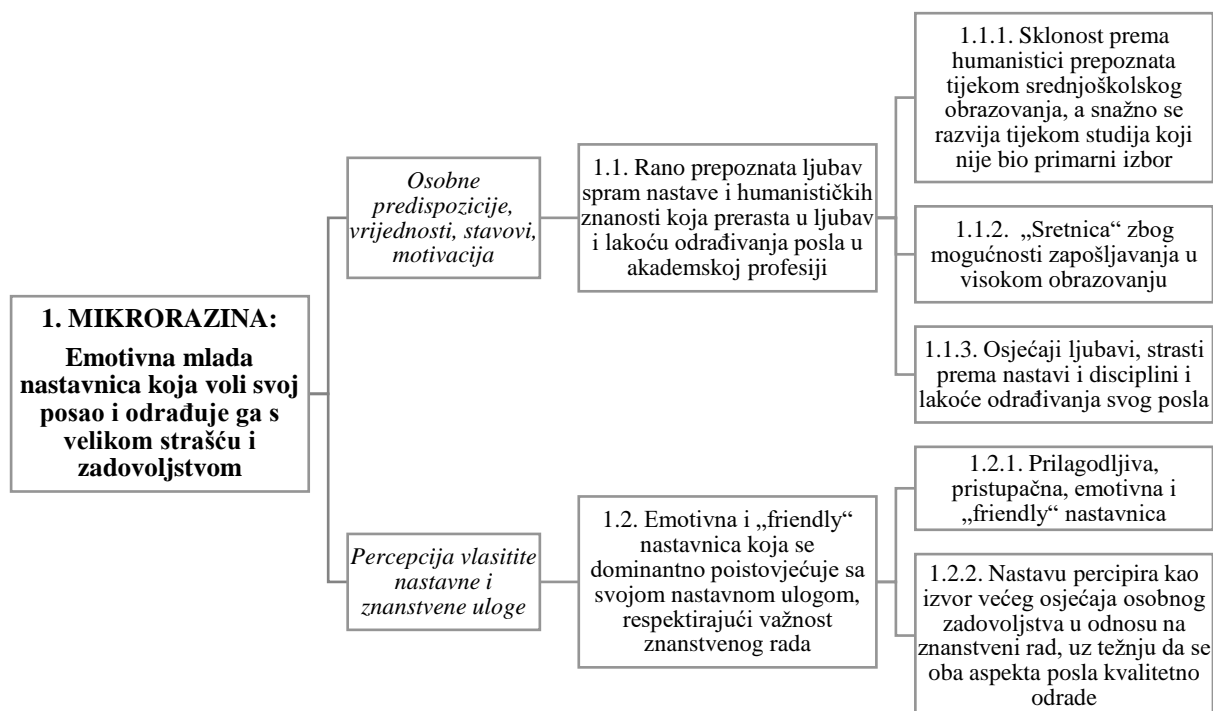 1. MIKRORAZINA:
Emotivna mlada
nastavnica koja voli svoj
posao i odrađuje ga s
velikom strašću i
zadovoljstvom
Osobne
predispozicije,
vrijednosti, stavovi,
motivacija
1.1. Rano prepoznata ljubav
spram nastave i humanističkih
znanosti koja prerasta u ljubav
i lakoću odrađivanja posla u
akademskoj profesiji
1.1.1. Sklonost prema
humanistici prepoznata
tijekom srednjoškolskog
obrazovanja, a snažno se
razvija tijekom studija koji
nije bio primarni izbor
1.1.2. „Sretnica“ zbog
mogućnosti zapošljavanja u
visokom obrazovanju
1.1.3. Osjećaji ljubavi, strasti
prema nastavi i disciplini i
lakoće odrađivanja svog posla
Percepcija vlasitite
nastavne i
znanstvene uloge
1.2. Emotivna i „friendly“
nastavnica koja se
dominantno poistovjećuje sa
svojom nastavnom ulogom,
respektirajući važnost
znanstvenog rada
1.2.1. Prilagodljiva,
pristupačna, emotivna i
„friendly“ nastavnica
1.2.2. Nastavu percipira kao
izvor većeg osjećaja osobnog
zadovoljstva u odnosu na
znanstveni rad, uz težnju da se
oba aspekta posla kvalitetno
odrade